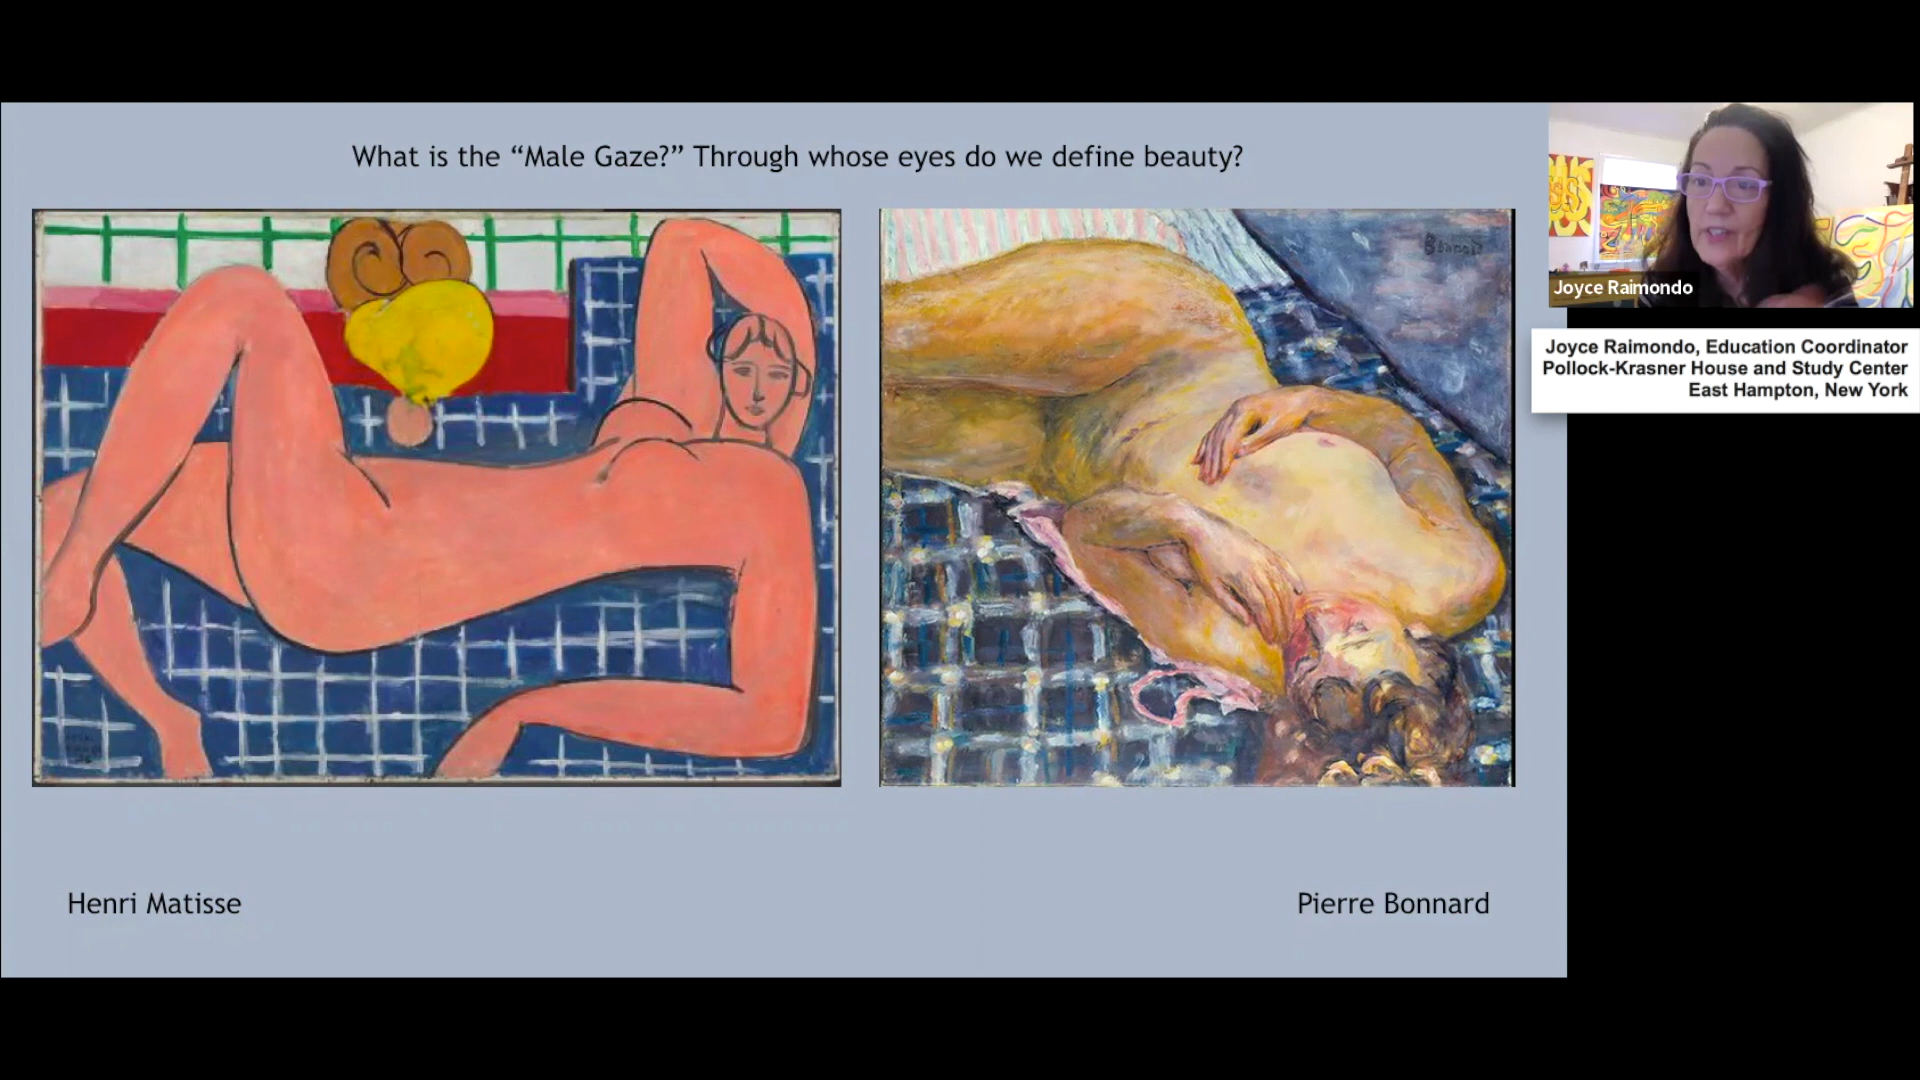 What is the “Male Gaze?” Through whose eyes do we define beauty?
Bonnard
Joyce Raimondo
Joyce Raimondo, Education Coordinator
Pollock-Krasner House and Study Center
East Hampton, New York
Henri Matisse
Pierre Bonnard